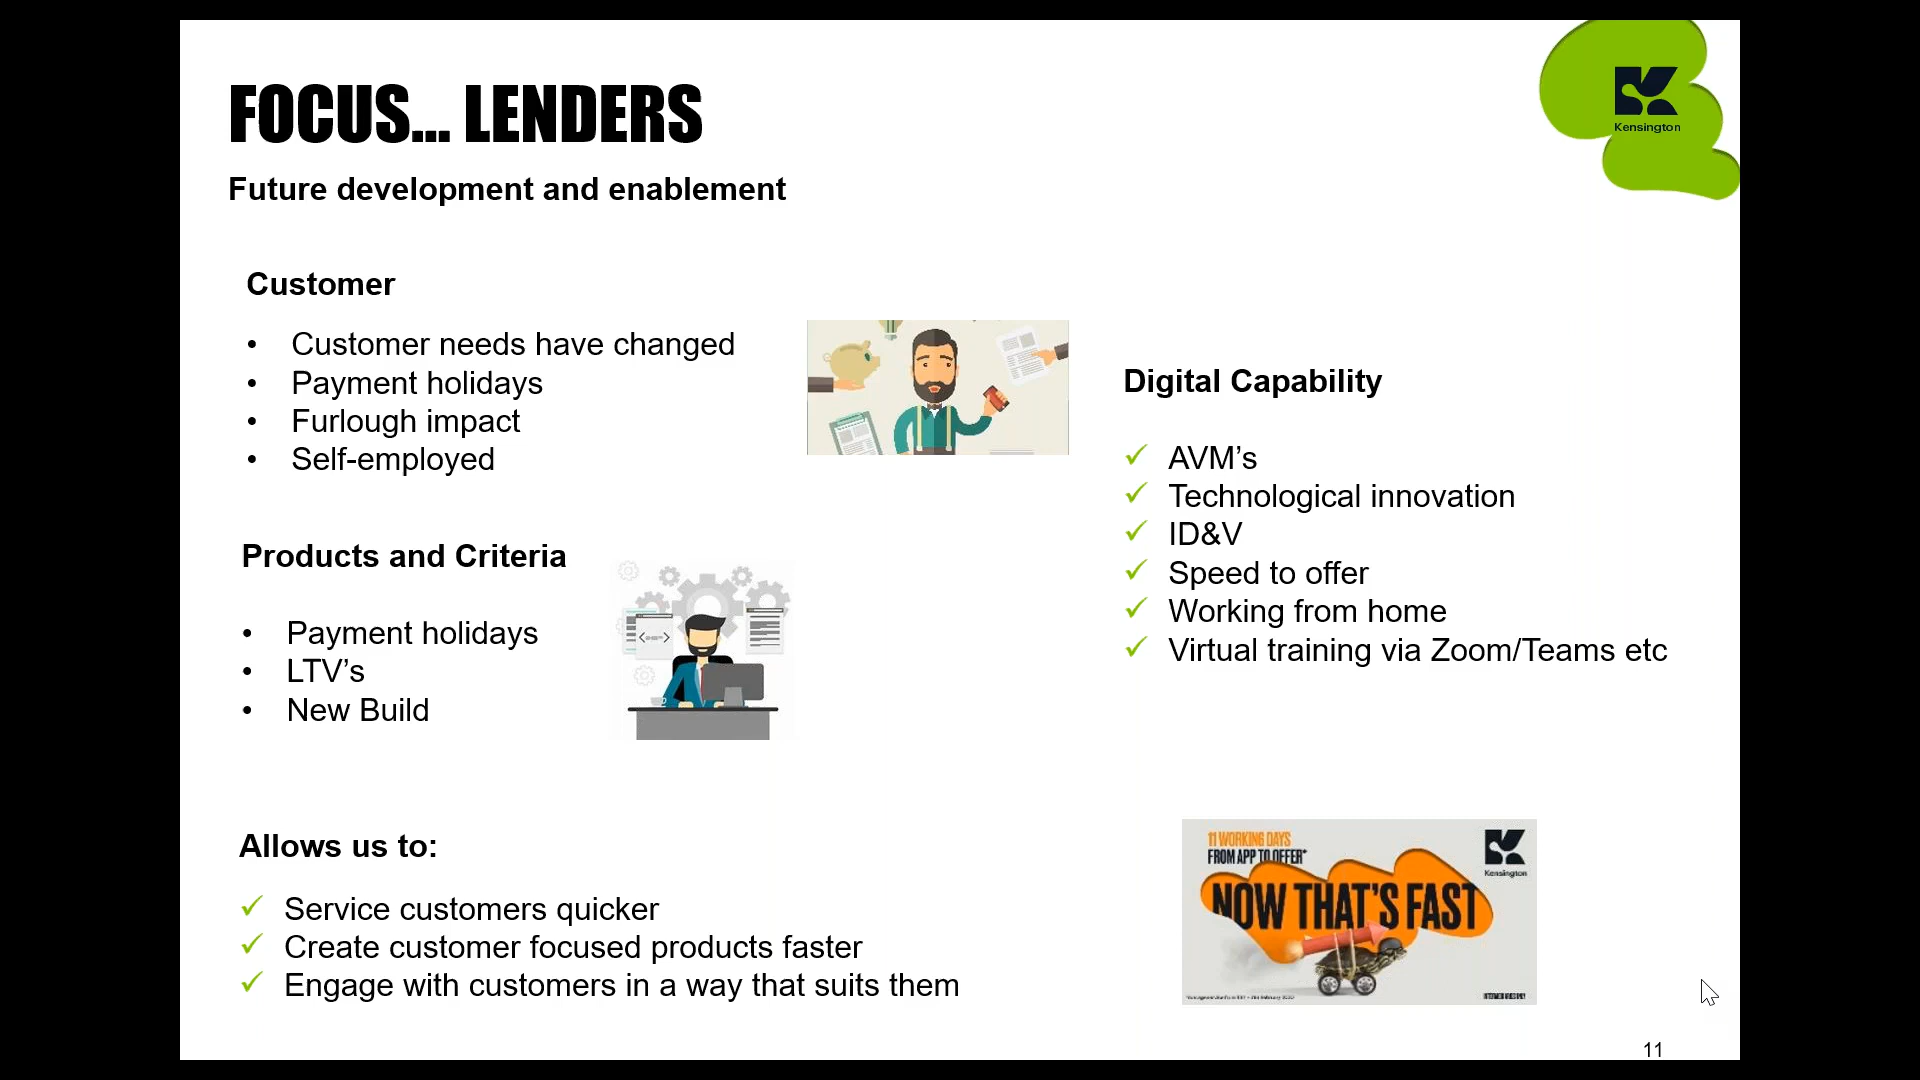 FOCUS... LENDERS
Kensington
Future development and enablement
Customer
• Customer needs have changed
• Payment holidays
• Furlough impact
• Self-employed
Products and Criteria
• Payment holidays
• LTV’s
• New Build
Digital Capability
✓ AVM’s
✓ Technological innovation
✓ ID&V
✓ Speed to offer
✓ Working from home
✓ Virtual training via Zoom/Teams etc
Allows us to:
✓ Service customers quicker
✓ Create customer focused products faster
✓ Engage with customers in a way that suits them
11 WORKING DAYS
FROM APP TO OFFER*
Kensington
NOW THAT'S FAST
11